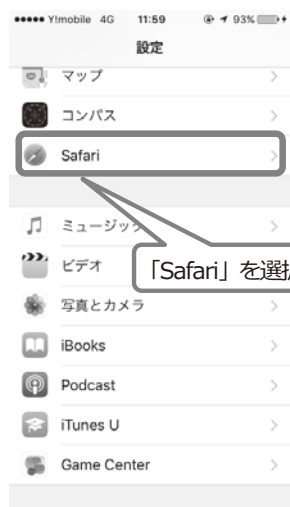 Y!mobile 4G 11:59 93%
設定
マップ
コンパス
Safari
ミュージック
「Safari」を選
ビデオ
写真とカメラ
iBooks
Podcast
iTunes U
Game Center